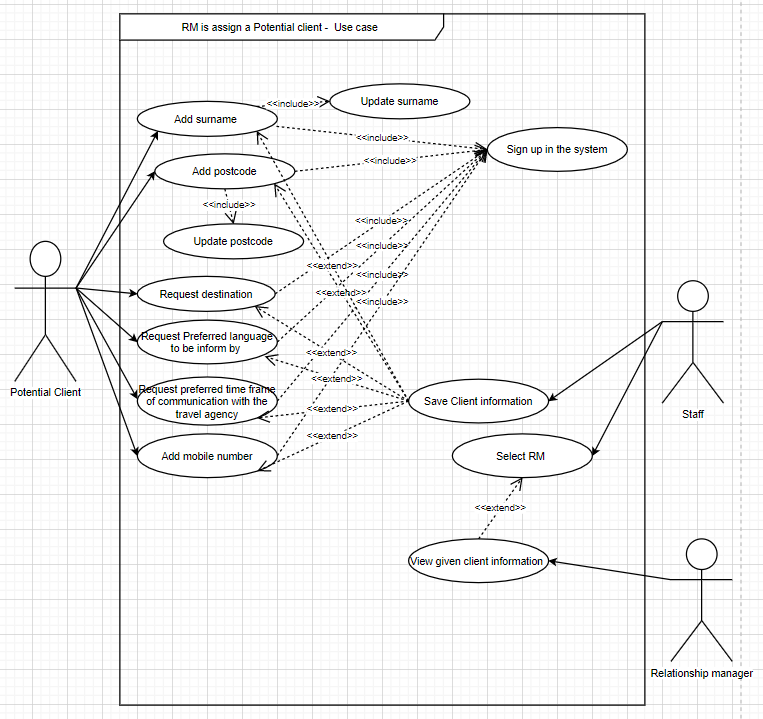 RM is assign a Potential client -  Use case
Update surname
<<include>>
Add surname
<<include>>
Sign up in the system
<<include>>
Add postcode
<<include>>
<<include>>
Update postcode
<<include>>
<<extend>>
<<include>>
Request destination
<<extend>>
<<include>>
Request Preferred language
to be inform by
<<extend>>
<<extend>>
Request preferred time frame
of communication with the
travel agency
<<extend>>
Save Client information
Potential Client
Staff
<<extend>>
Add mobile number
Select RM
<<extend>>
View given client information
Relationship manager